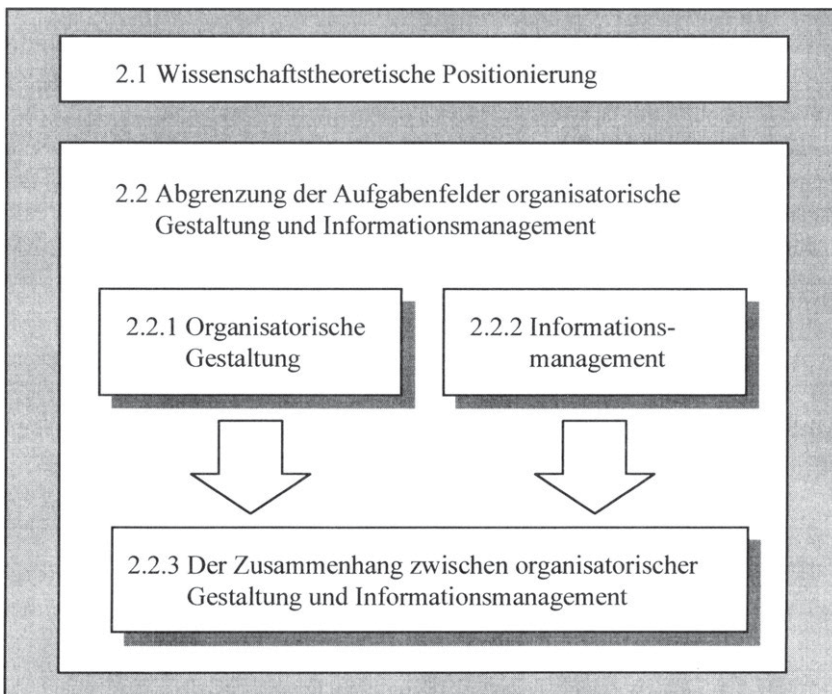 2.1 Wissenschaftstheoretische Positionierung
2.2 Abgrenzung der Aufgabenfelder organisatorische
Gestaltung und Informationsmanagement
2.2.1 Organisatorische
Gestaltung
2.2.2 Informations-
management
2.2.3 Der Zusammenhang zwischen organisatorischer
Gestaltung und Informationsmanagement